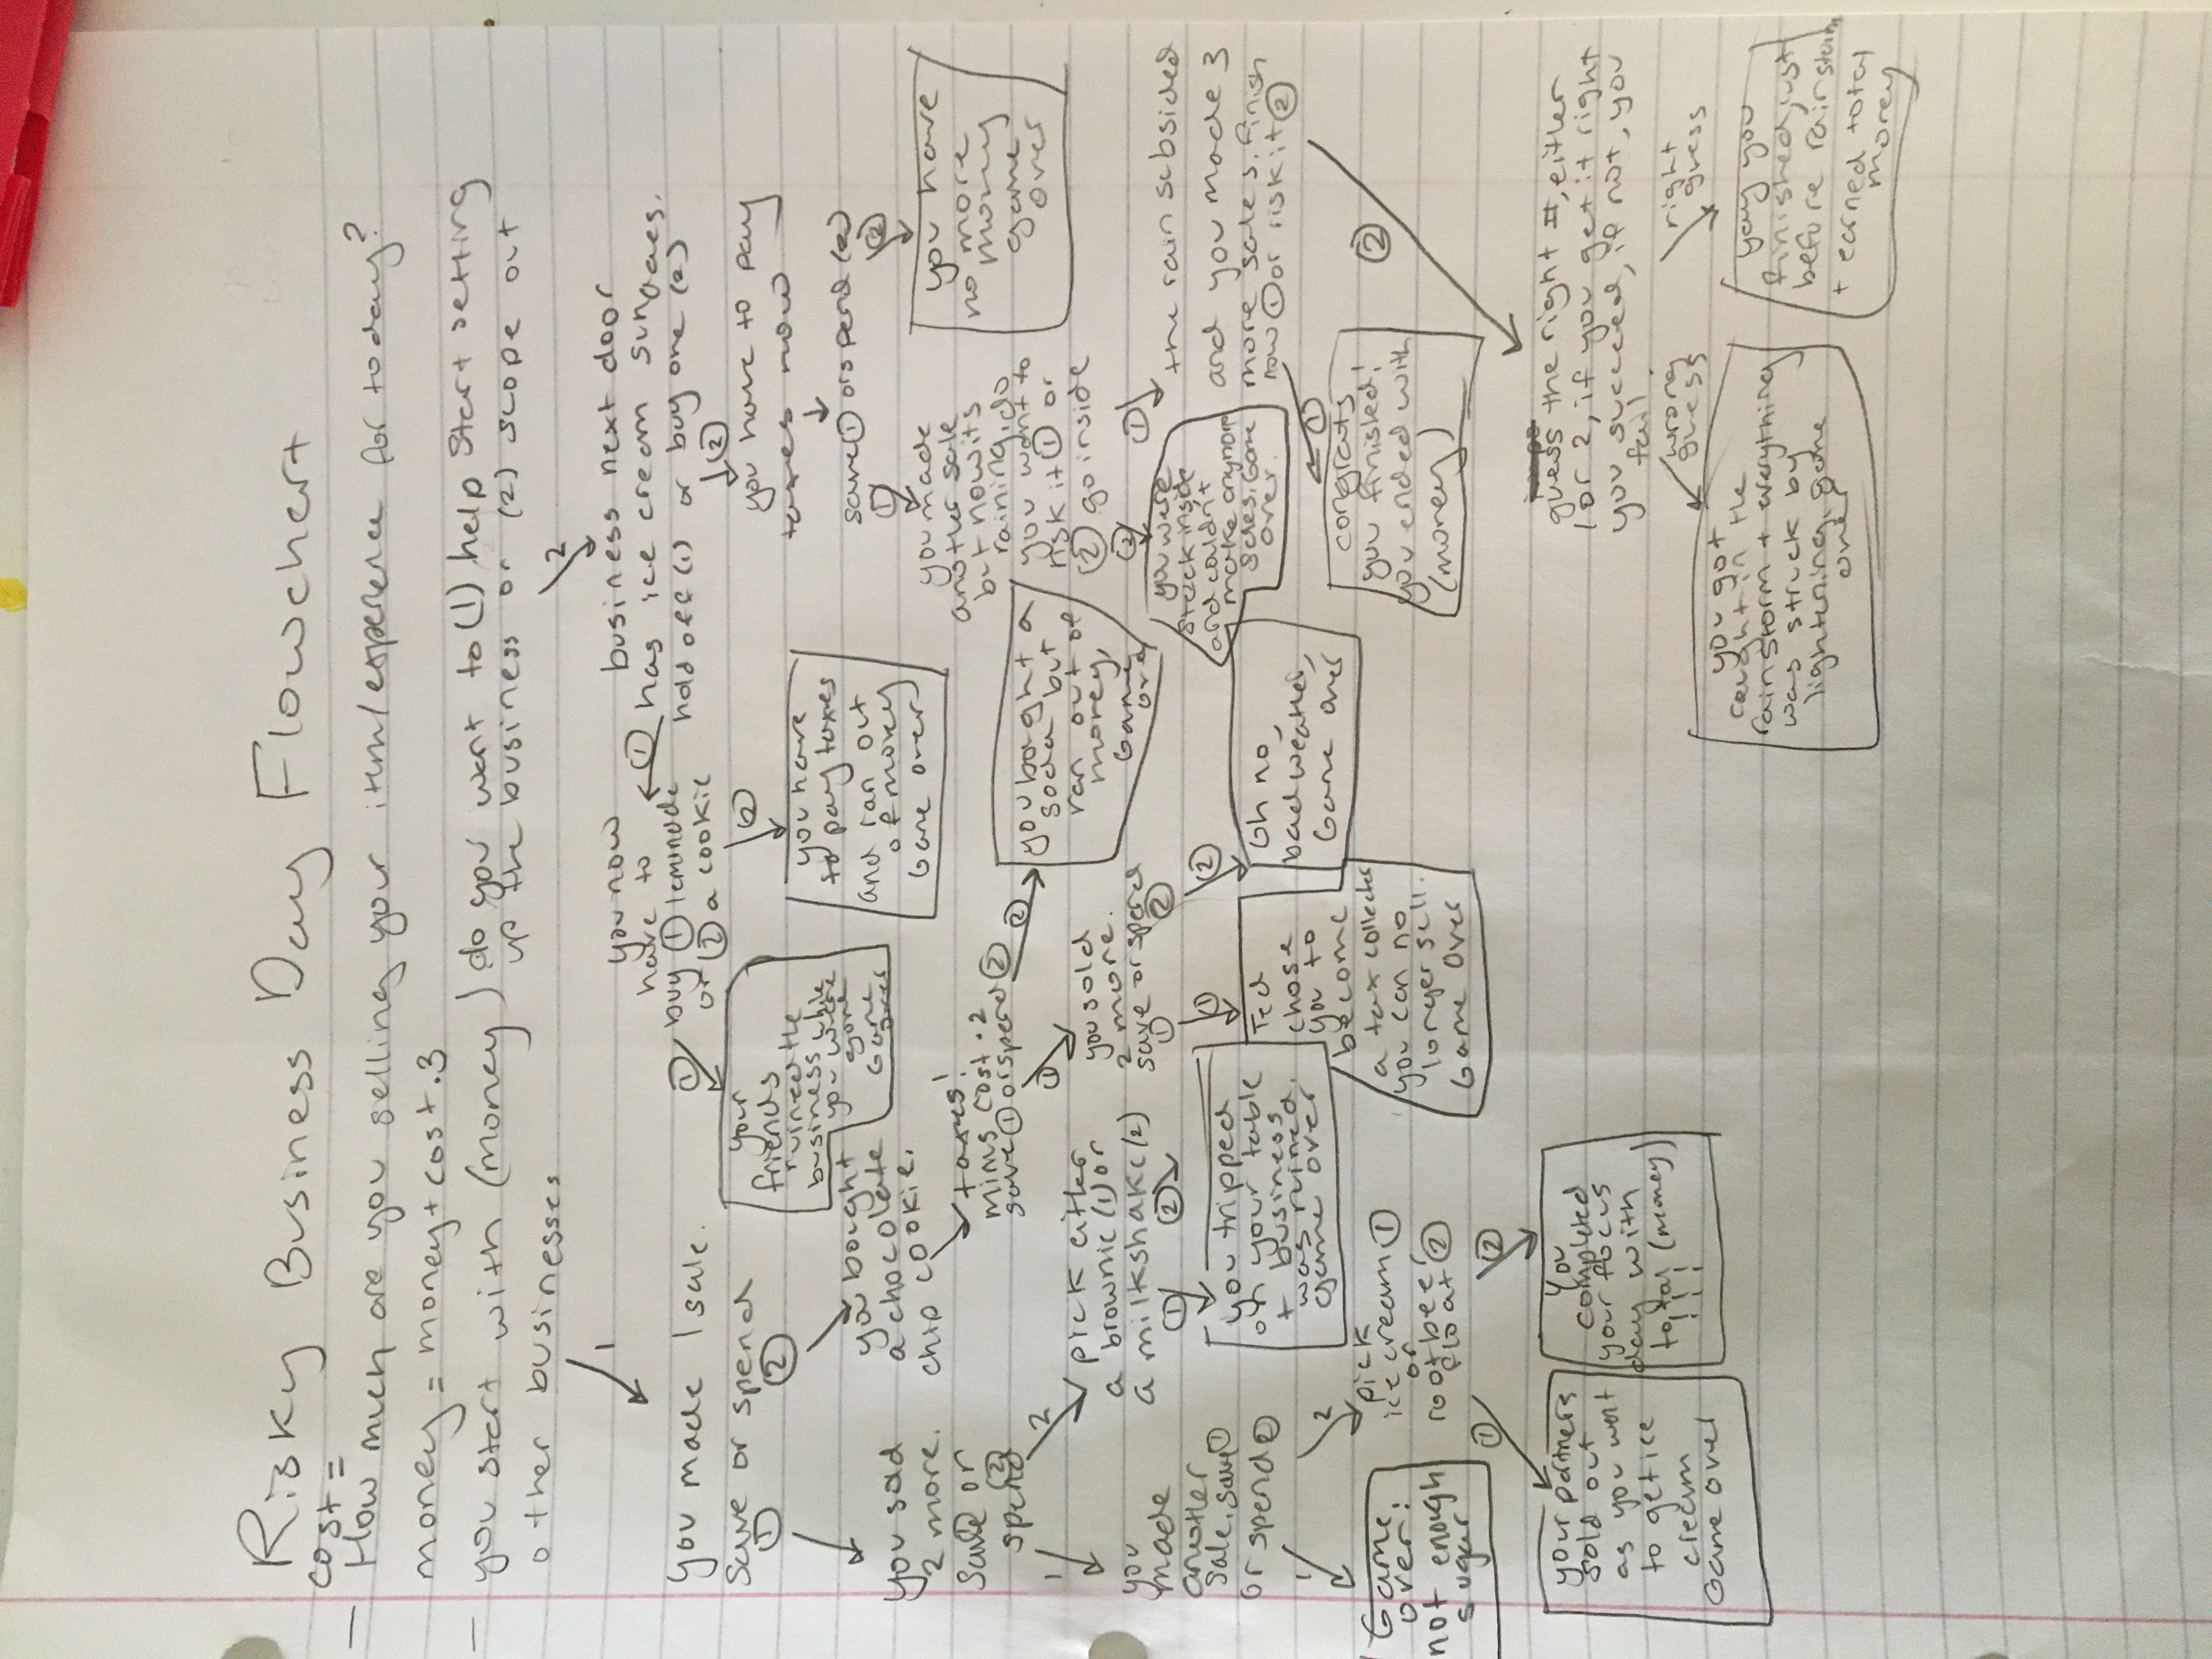 Risky Business Day Flowchart
cost =
- How much are you selling your item/experience for today?
money = money + cost · 3
- you start with (money) do you want to (1) help start setting
up the business or (2) scope out
other businesses
1
2
you made 1 sale.
save or spend
① ②
you sold
2 more.
save ① or
spend ②
1
2
you
made
another
sale. save ①
or spend ②
1
2
Game
over!
not enough
sugar
pick
ice cream ①
or
rootbeer
float ②
①
②
your partners
sold out
as you went
to get ice
cream
Game over
You
completed
your focus
day with
total (money)
!!!
pick either
a brownie (1) or
a milkshake (2)
①
②
you tripped
on your table
+ business
was ruined.
game over
you bought
a chocolate
chip cookie.
taxes!
minus cost · 2
save ① or spend ②
①
②
you sold
2 more.
save or spend
① ②
①
②
Ted
chose
you to
become
a tax collector
you can no
longer sell.
Game Over
Oh no,
bad weather,
Game over
you bought a
soda but
ran out of
money,
Game
over
business next door
has ice cream sundaes.
hold off (1) or buy one (2)
①
②
you now
have to
buy ① lemonade
or ② a cookie
①
②
your
friends
ruined the
business while
you were
gone
Game
over
you have
to pay taxes
and ran out
of money
Game over
you have to pay
taxes now
save ① or spend (2)
①
②
you have
no more
money
game
over
you made
another sale
but now its
raining, do
you want to
risk it ① or
② go inside
②
①
you were
stuck inside
and couldn't
make anymore
sales. Game
over.
the rain subsided
and you made 3
more sales. finish
now ① or risk it ②
①
②
congrats
you finished!
you ended with
(money)
guess the right #, either
1 or 2, if you get it right
you succeed, if not, you
fail.
wrong
guess
right
guess
you got
caught in the
rainstorm + everything
was struck by
lightening. game
over
yay you
finished just
before rainstorm
+ earned total
money